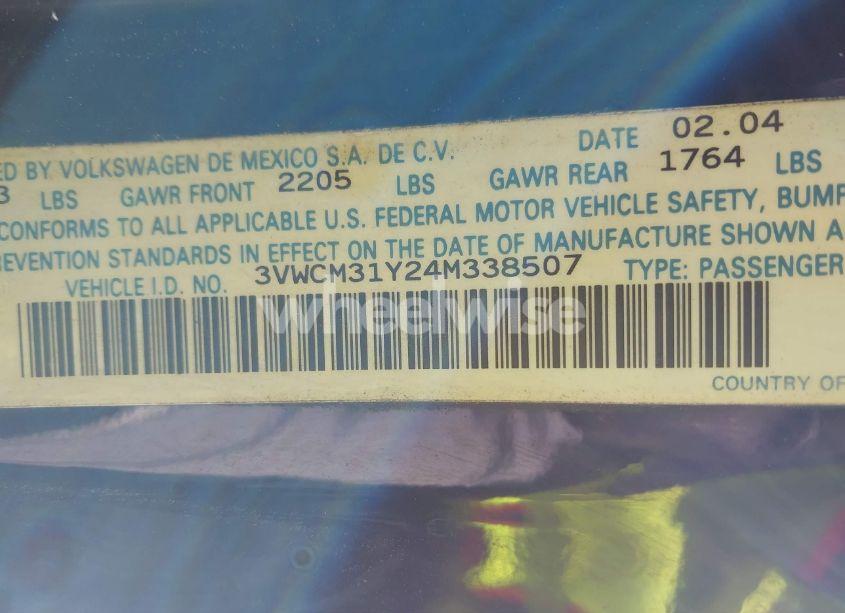 ED BY VOLKSWAGEN DE MEXICO S.A. DE C.V. DATE 02.04
3 LBS GAWR FRONT 2205 LBS GAWR REAR 1764 LBS
CONFORMS TO ALL APPLICABLE U.S. FEDERAL MOTOR VEHICLE SAFETY, BUMP
REVENTION STANDARDS IN EFFECT ON THE DATE OF MANUFACTURE SHOWN A
VEHICLE I.D. NO. 3VWCM31Y24M338507 TYPE: PASSENGER
wheelwise
COUNTRY OF